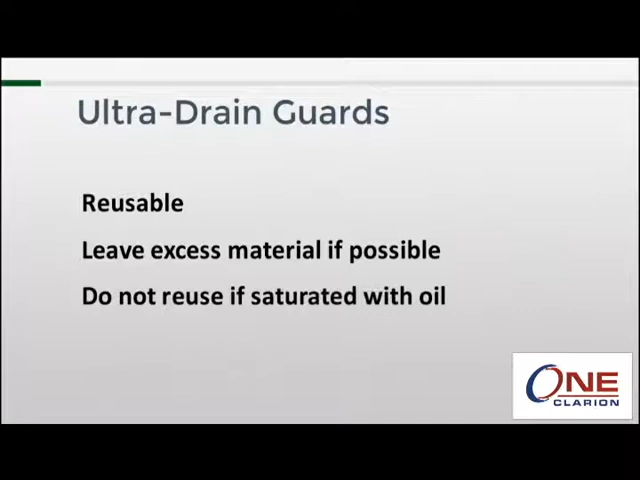 Ultra-Drain Guards
Reusable
Leave excess material if possible
Do not reuse if saturated with oil
ONE
CLARION